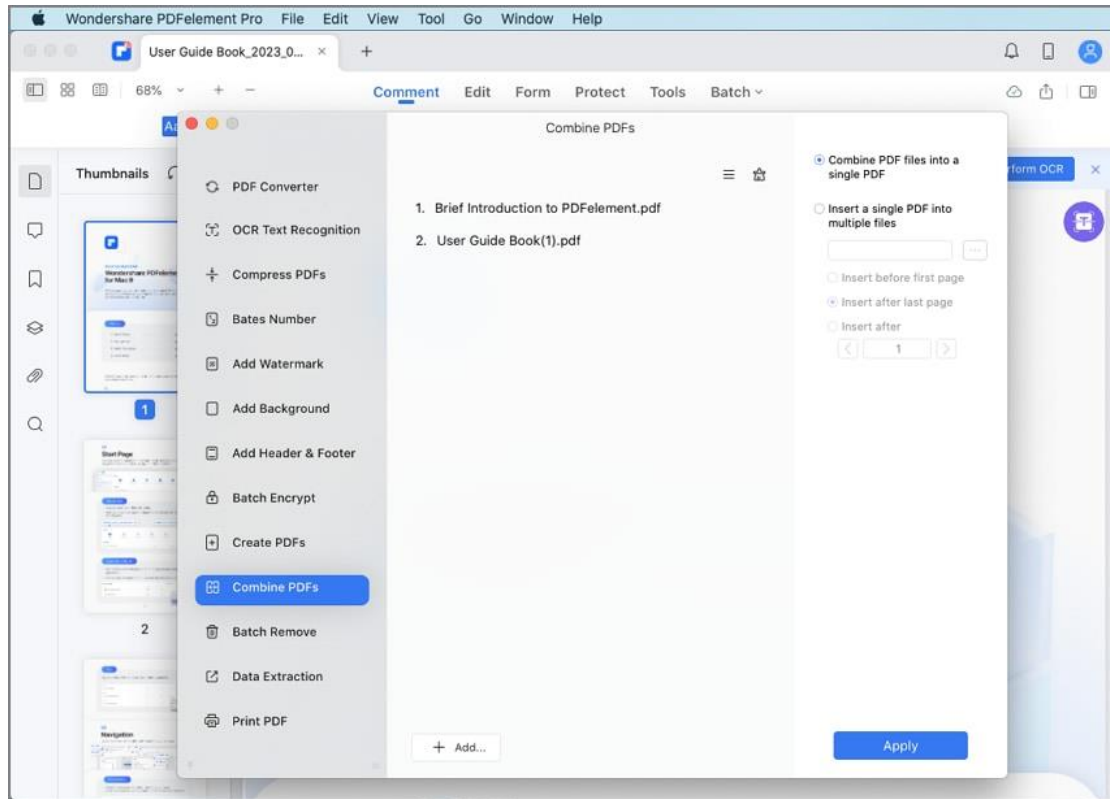 Wondershare PDFelement Pro File Edit View Tool Go Window Help
User Guide Book_2023_0... × +
68% + − Comment Edit Form Protect Tools Batch
Combine PDFs
Thumbnails
PDF Converter
OCR Text Recognition
Compress PDFs
Bates Number
Add Watermark
Add Background
Add Header & Footer
Batch Encrypt
Create PDFs
Combine PDFs
Batch Remove
Data Extraction
Print PDF
1. Brief Introduction to PDFelement.pdf
2. User Guide Book(1).pdf
+ Add...
Combine PDF files into a
single PDF
Insert a single PDF into
multiple files
...
Insert before first page
Insert after last page
Insert after
< 1 >
Apply
rform OCR ×
Wondershare PDFeleme
for Mac 9
1
Start Page
2
Navigation